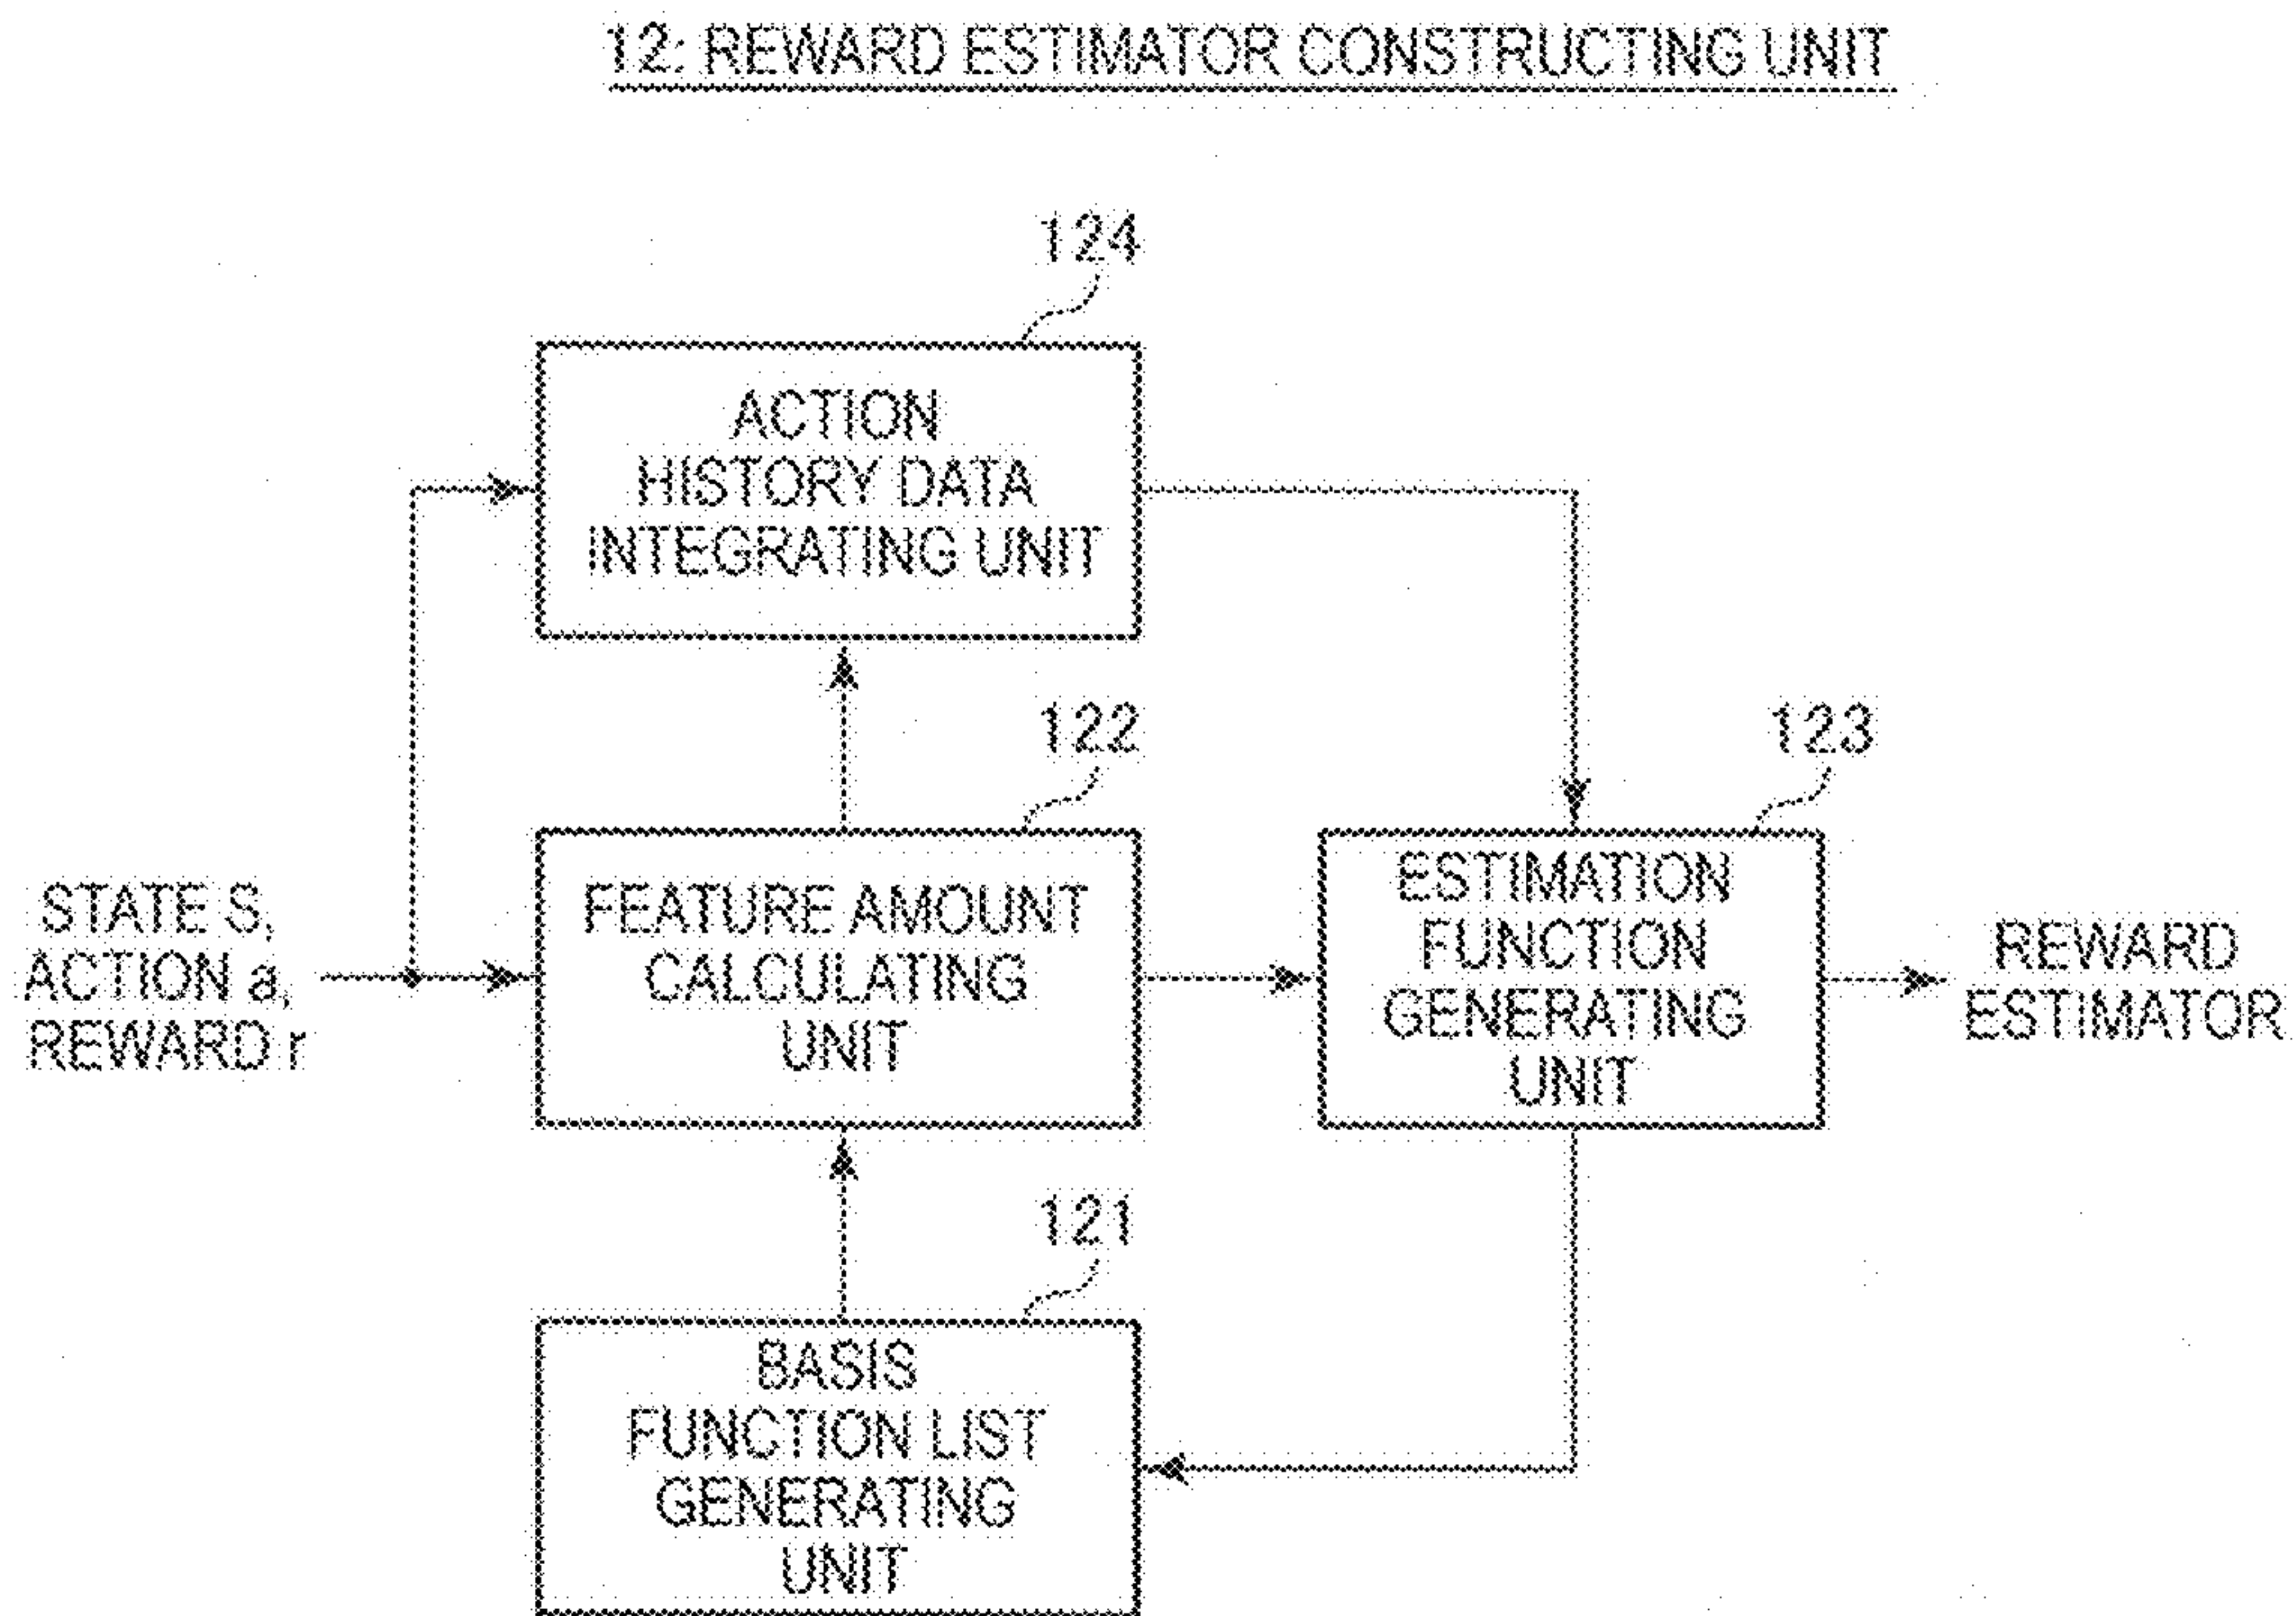 12: REWARD ESTIMATOR CONSTRUCTING UNIT
124
ACTION
HISTORY DATA
INTEGRATING UNIT
122
123
STATE S,
ACTION a,
REWARD r
FEATURE AMOUNT
CALCULATING
UNIT
ESTIMATION
FUNCTION
GENERATING
UNIT
REWARD
ESTIMATOR
121
BASIS
FUNCTION LIST
GENERATING
UNIT